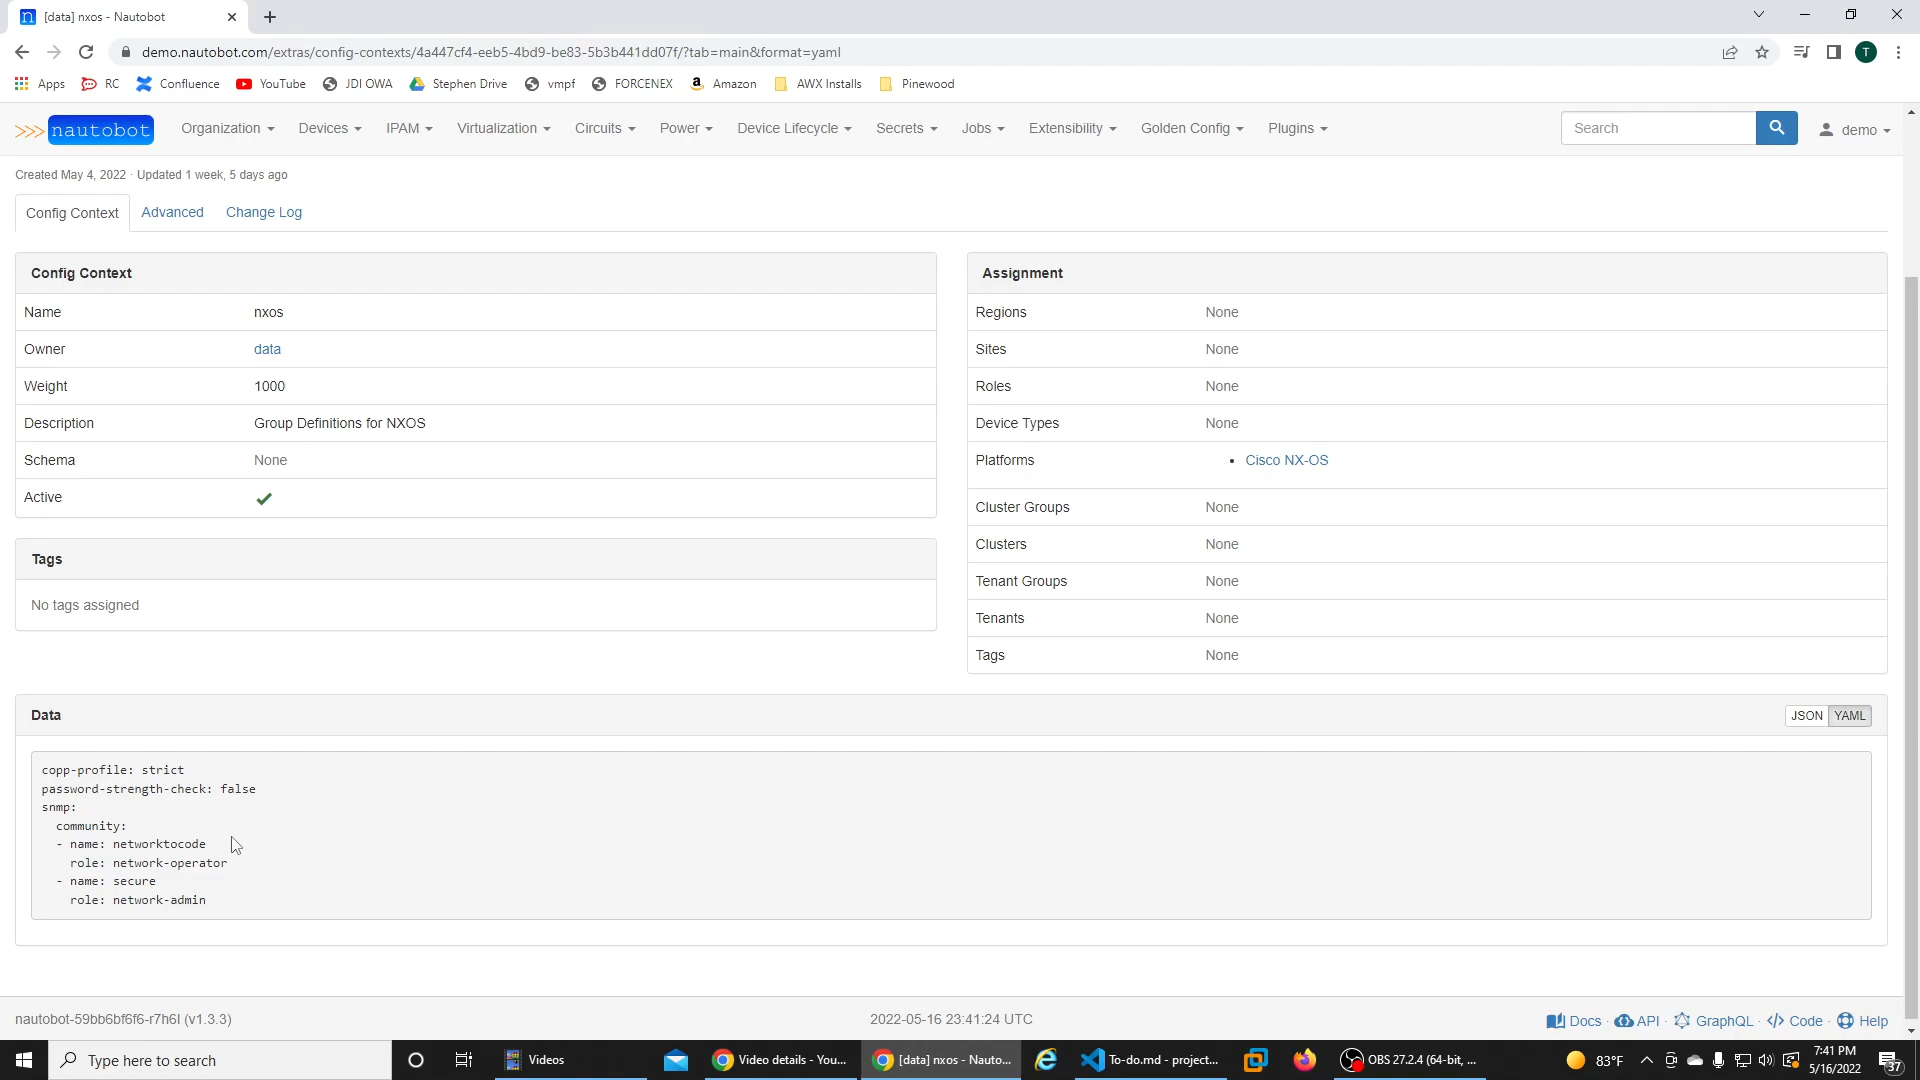 [data] nxos - Nautobot
demo.nautobot.com/extras/config-contexts/4a447cf4-eeb5-4bd9-be83-5b3b441dd07f/?tab=main&format=yaml
T
Apps RC Confluence YouTube JDI OWA Stephen Drive vmpf FORCENEX Amazon AWX Installs Pinewood
>>> nautobot Organization Devices IPAM Virtualization Circuits Power Device Lifecycle Secrets Jobs Extensibility Golden Config Plugins Search demo
Created May 4, 2022 · Updated 1 week, 5 days ago
Config Context Advanced Change Log
Config Context
Name nxos
Owner data
Weight 1000
Description Group Definitions for NXOS
Schema None
Active
Tags
No tags assigned
Assignment
Regions None
Sites None
Roles None
Device Types None
Platforms • Cisco NX-OS
Cluster Groups None
Clusters None
Tenant Groups None
Tenants None
Tags None
Data JSON YAML
copp-profile: strict
password-strength-check: false
snmp:
  community:
  - name: networktocode
    role: network-operator
  - name: secure
    role: network-admin
nautobot-59bb6bf6f6-r7h6l (v1.3.3) 2022-05-16 23:41:24 UTC Docs · API · GraphQL · Code · Help
Type here to search Videos Video details - You... [data] nxos - Nauto... To-do.md - project... OBS 27.2.4 (64-bit, ... 83°F 7:41 PM
5/16/2022 37